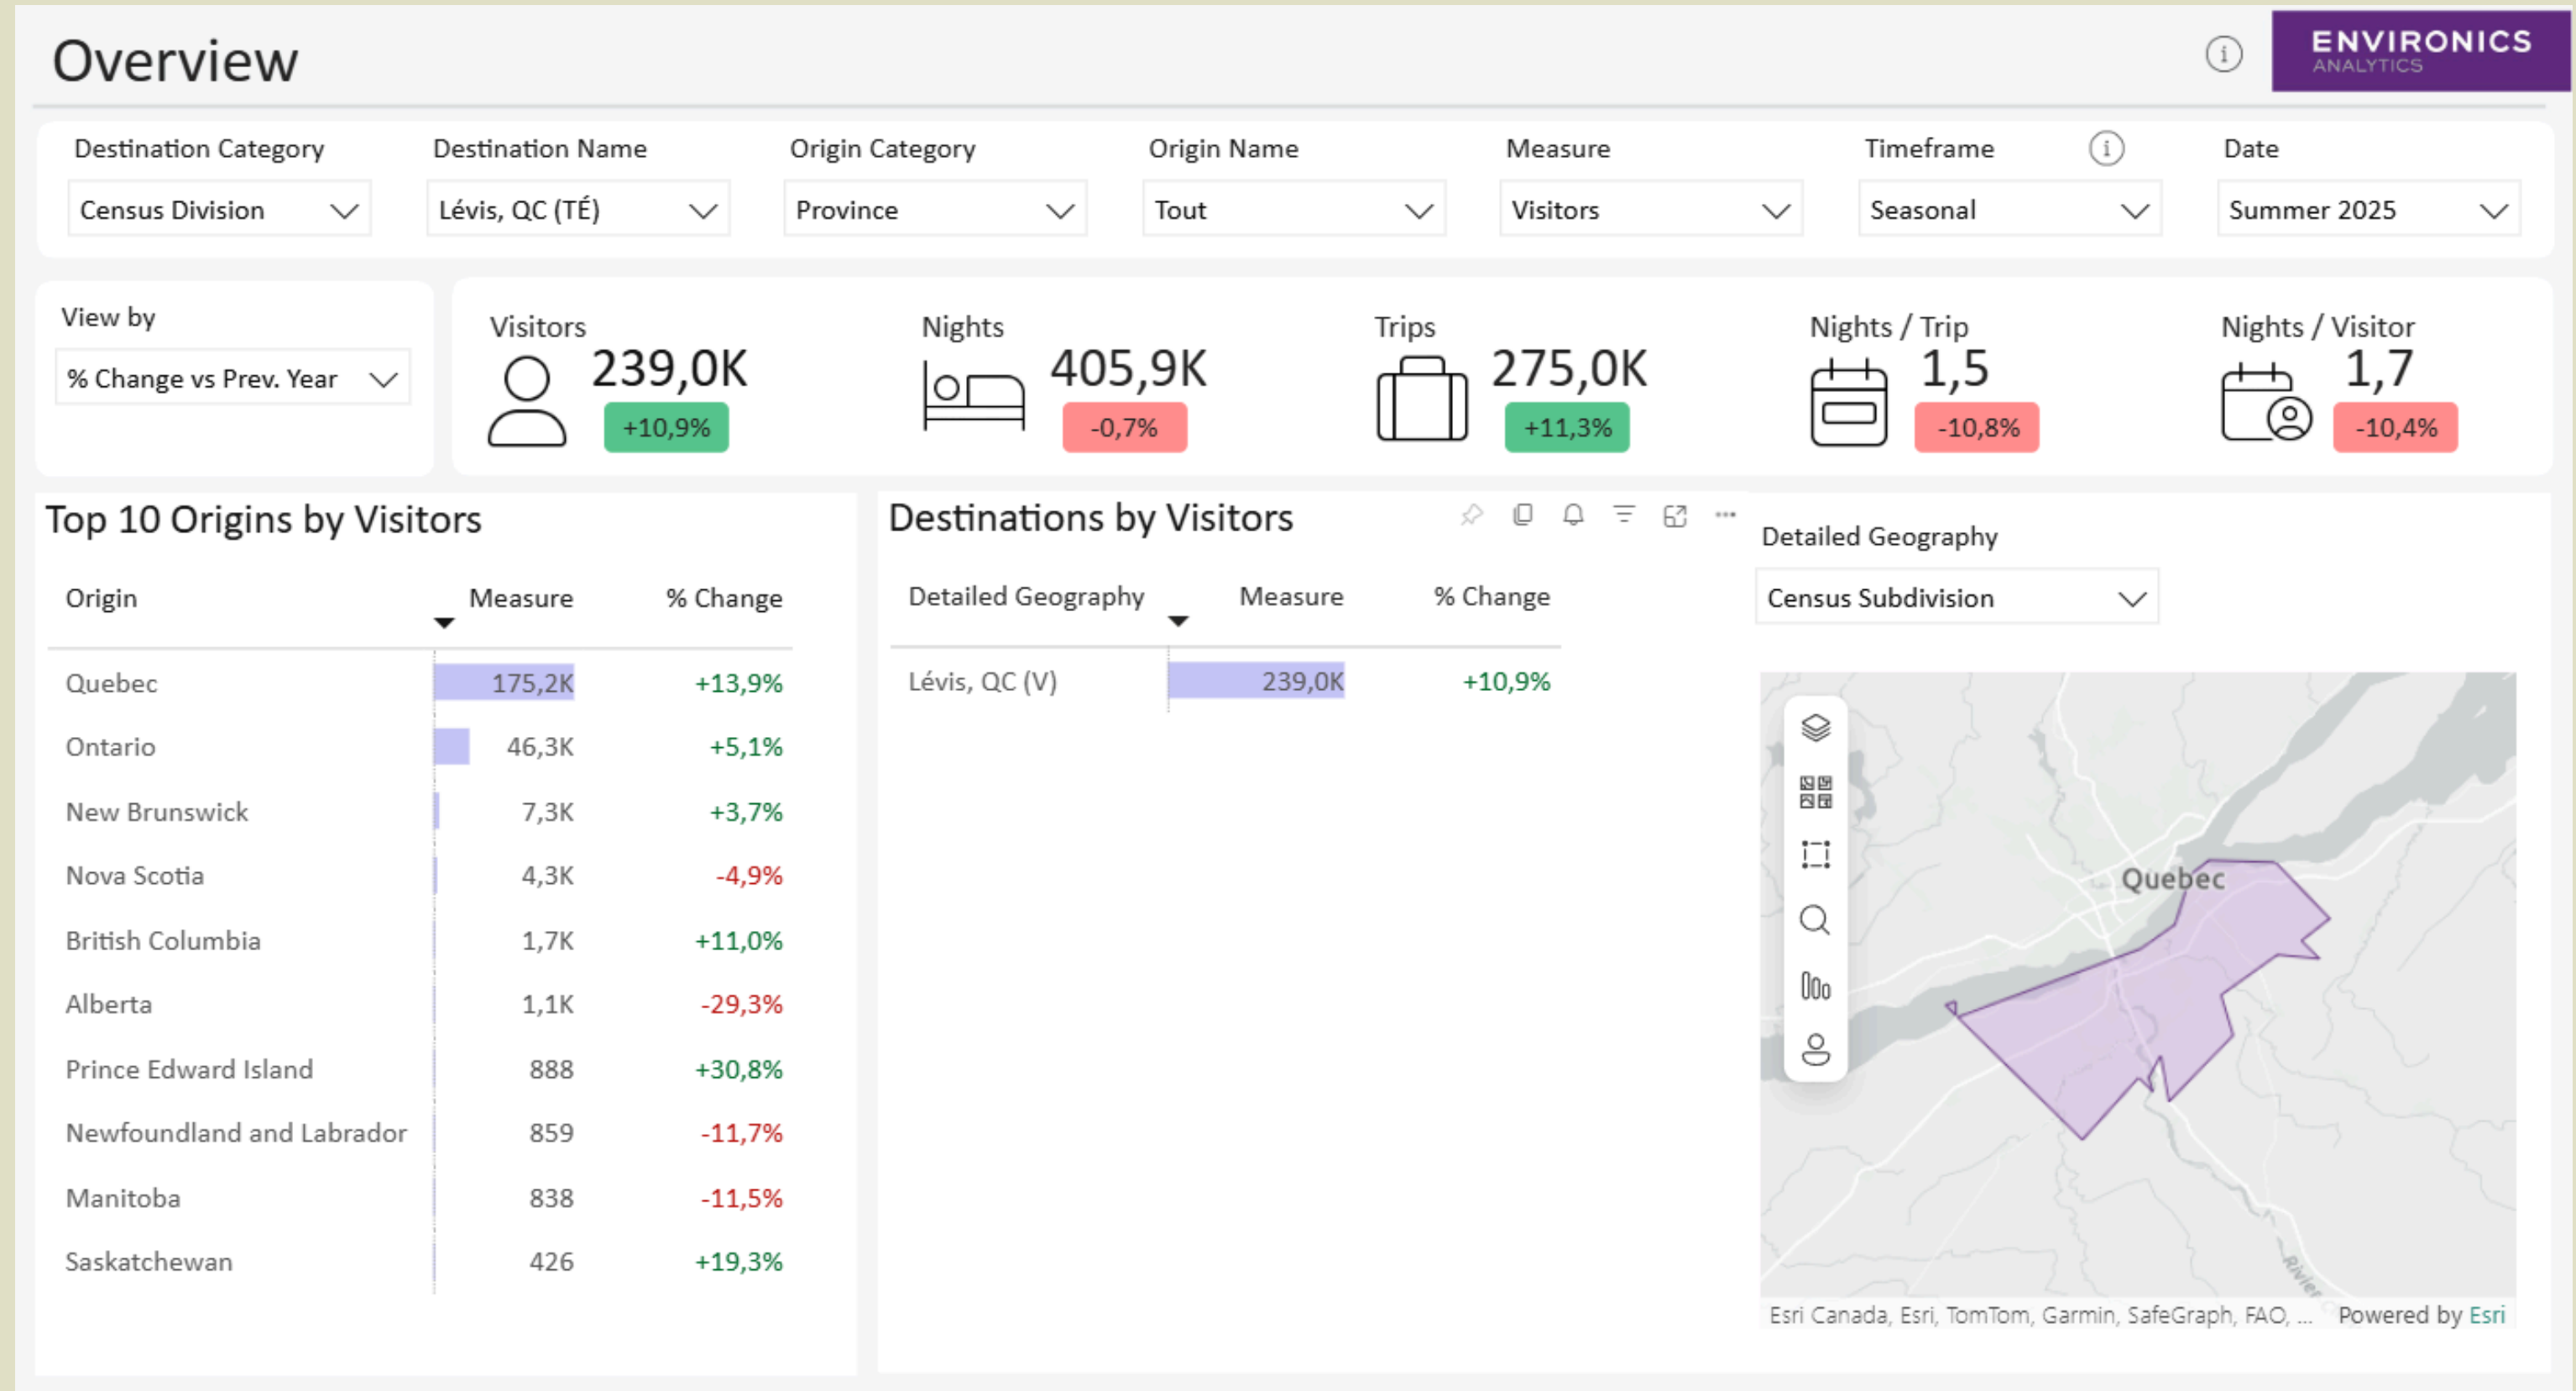 Overview
ENVIRONICS
ANALYTICS
Destination Category
Destination Name
Origin Category
Origin Name
Measure
Timeframe
Date
Census Division
Lévis, QC (TÉ)
Province
Tout
Visitors
Seasonal
Summer 2025
View by
% Change vs Prev. Year
Visitors
239,0K
+10,9%
Nights
405,9K
-0,7%
Trips
275,0K
+11,3%
Nights / Trip
1,5
-10,8%
Nights / Visitor
1,7
-10,4%
Top 10 Origins by Visitors
Origin Measure % Change
Quebec 175,2K +13,9%
Ontario 46,3K +5,1%
New Brunswick 7,3K +3,7%
Nova Scotia 4,3K -4,9%
British Columbia 1,7K +11,0%
Alberta 1,1K -29,3%
Prince Edward Island 888 +30,8%
Newfoundland and Labrador 859 -11,7%
Manitoba 838 -11,5%
Saskatchewan 426 +19,3%
Destinations by Visitors
Detailed Geography Measure % Change
Lévis, QC (V) 239,0K +10,9%
Detailed Geography
Census Subdivision
Quebec
Esri Canada, Esri, TomTom, Garmin, SafeGraph, FAO, ... Powered by Esri